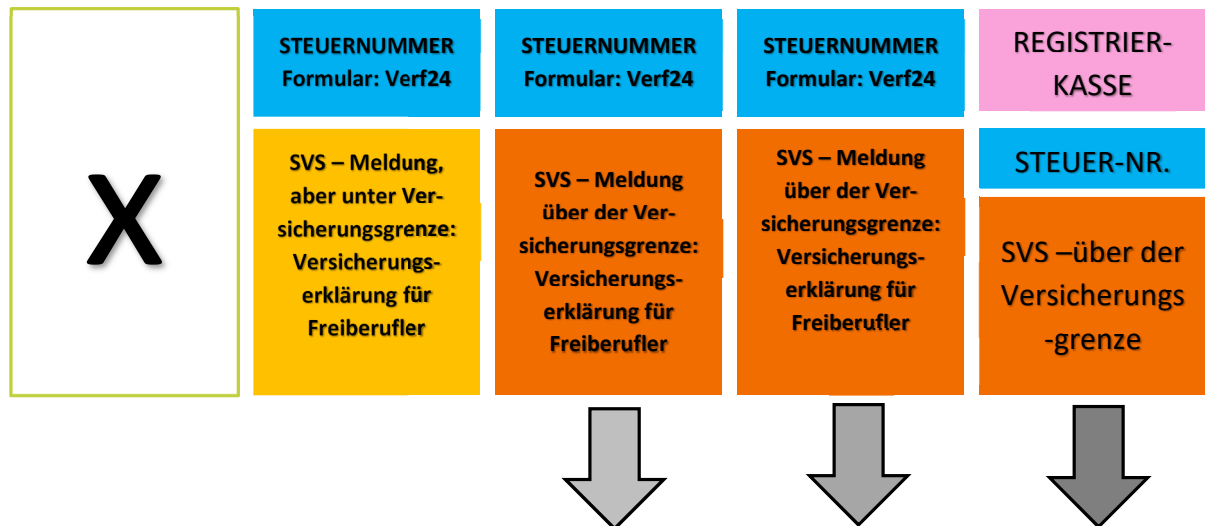 X
STEUERNUMMER
Formular: Verf24
SVS – Meldung,
aber unter Ver-
sicherungsgrenze:
Versicherungs-
erklärung für
Freiberufler
STEUERNUMMER
Formular: Verf24
SVS – Meldung
über der Ver-
sicherungsgrenze:
Versicherungs-
erklärung für
Freiberufler
STEUERNUMMER
Formular: Verf24
SVS – Meldung
über der Ver-
sicherungsgrenze:
Versicherungs-
erklärung für
Freiberufler
REGISTRIER-
KASSE
STEUER-NR.
SVS –über der
Versicherungs
-grenze